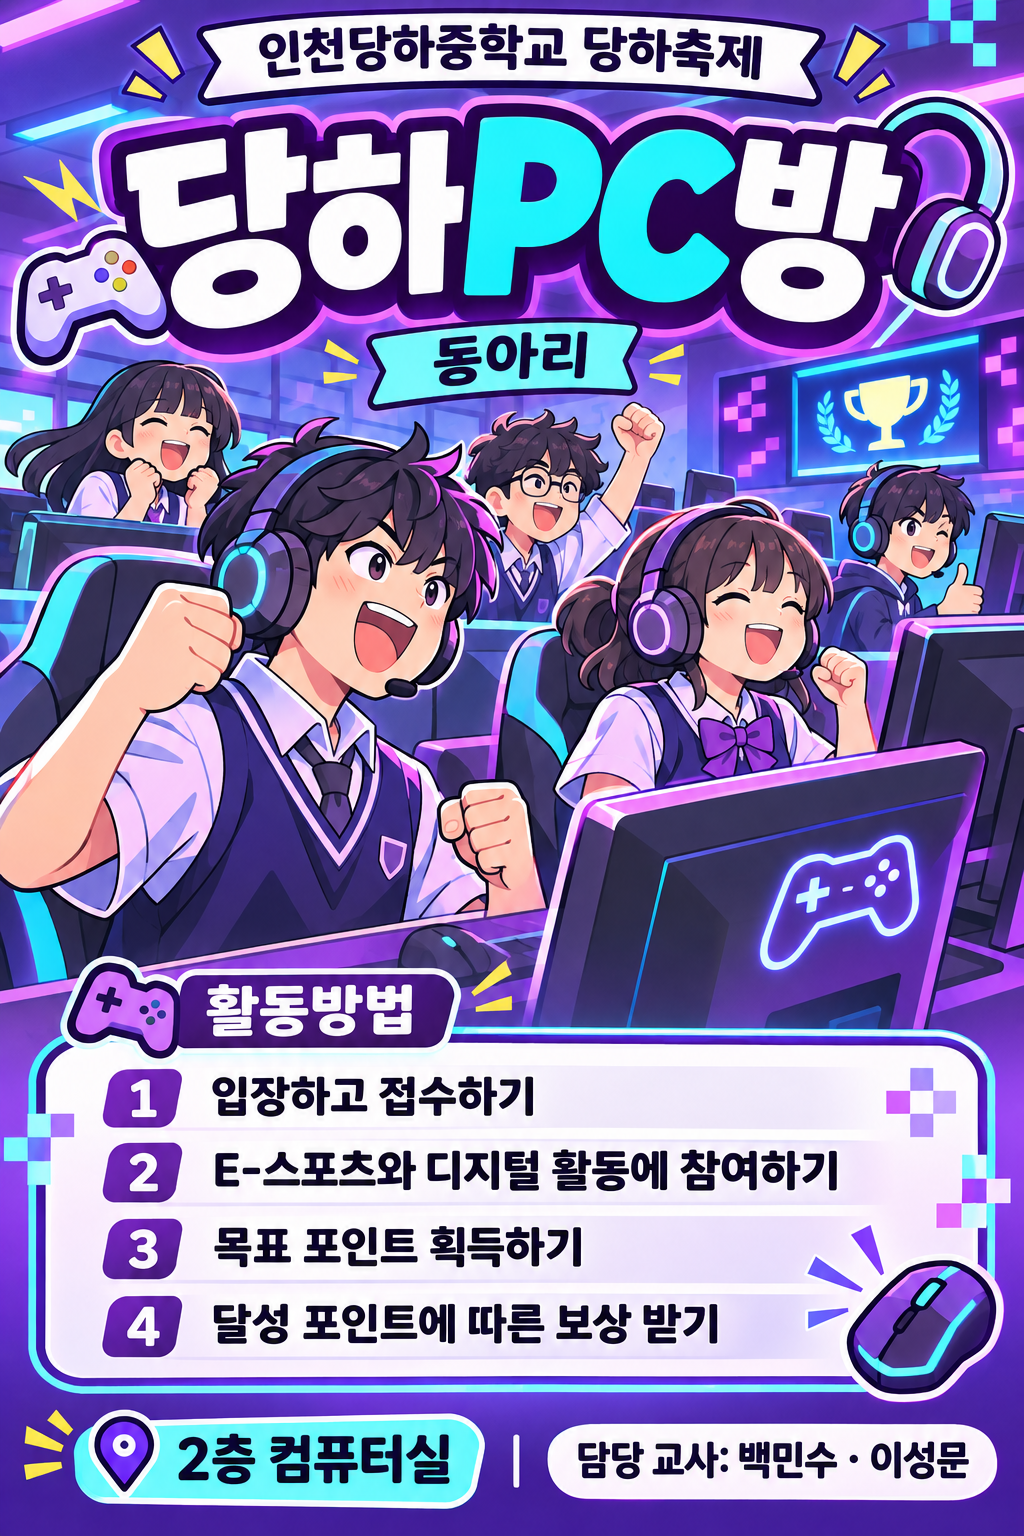 인천당하중학교 당하축제
당하PC방
동아리
활동방법
1 입장하고 접수하기
2 E-스포츠와 디지털 활동에 참여하기
3 목표 포인트 획득하기
4 달성 포인트에 따른 보상 받기
2층 컴퓨터실
담당 교사: 백민수 · 이성문